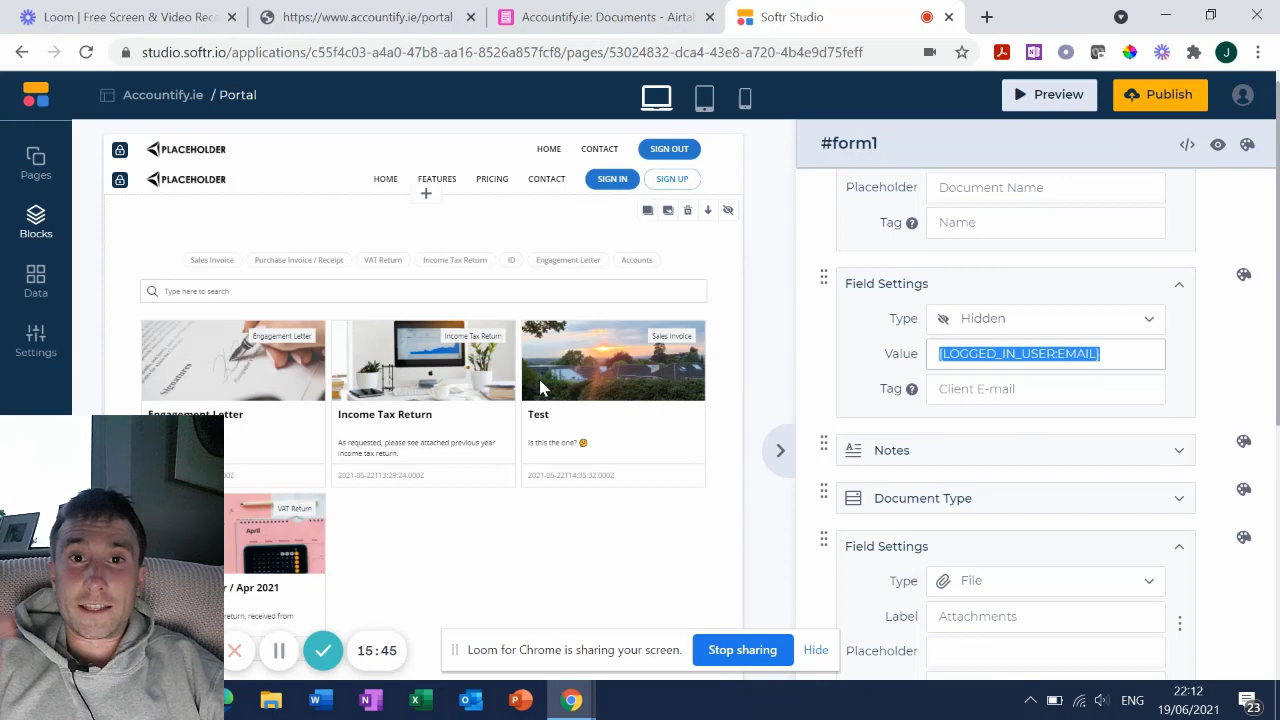 oom | Free Screen & Video Rec
https://www.accountify.ie/portal
Accountify.ie: Documents - Airtab
Softr Studio
studio.softr.io/applications/c55f4c03-a4a0-47b8-aa16-8526a857fcf8/pages/53024832-dca4-43e8-a720-4b4e9d75feff
J
Accountify.ie / Portal
Preview
Publish
Pages
Blocks
Data
Settings
PLACEHOLDER
HOME
CONTACT
SIGN OUT
PLACEHOLDER
HOME
FEATURES
PRICING
CONTACT
SIGN IN
SIGN UP
Sales Invoice
Purchase Invoice / Receipt
VAT Return
Income Tax Return
ID
Engagement Letter
Accounts
Type here to search
Engagement Letter
Income Tax Return
Sales Invoice
Engagement Letter
Income Tax Return
Test
As requested, please see attached previous year
income tax return.
Is this the one? 🤔
2021-05-22T13:29:24.000Z
2021-05-22T14:35:32.000Z
VAT Return
April
r / Apr 2021
return, received from
#form1
Placeholder
Document Name
Tag
Name
Field Settings
Type
Hidden
Value
{LOGGED_IN_USER:EMAIL}
Tag
Client E-mail
Notes
Document Type
Field Settings
Type
File
Label
Attachments
Placeholder
15:45
Loom for Chrome is sharing your screen.
Stop sharing
Hide
ENG
22:12
19/06/2021
23